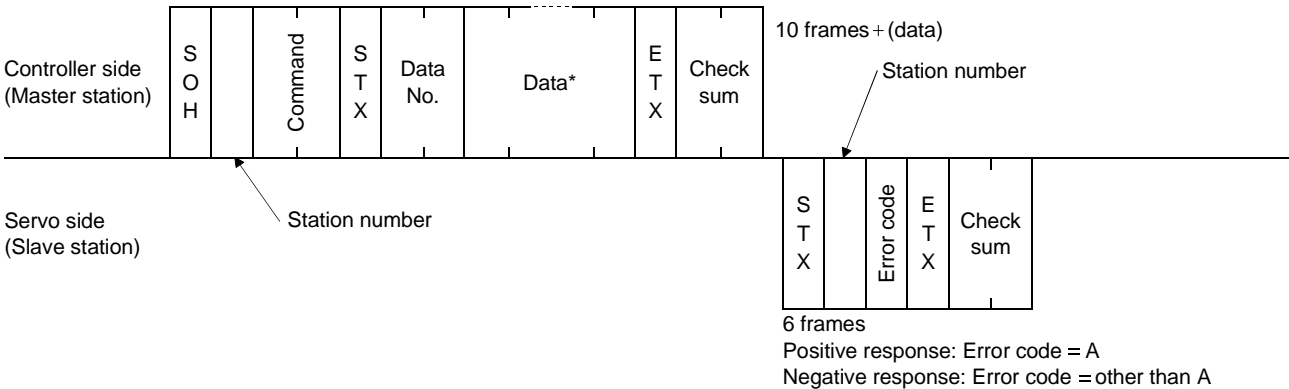 10 frames + (data)
Controller side
(Master station)
S
O
H
Command
S
T
X
Data
No.
Data*
E
T
X
Check
sum
Station number
Servo side
(Slave station)
Station number
S
T
X
Error code
E
T
X
Check
sum
6 frames
Positive response: Error code = A
Negative response: Error code = other than A